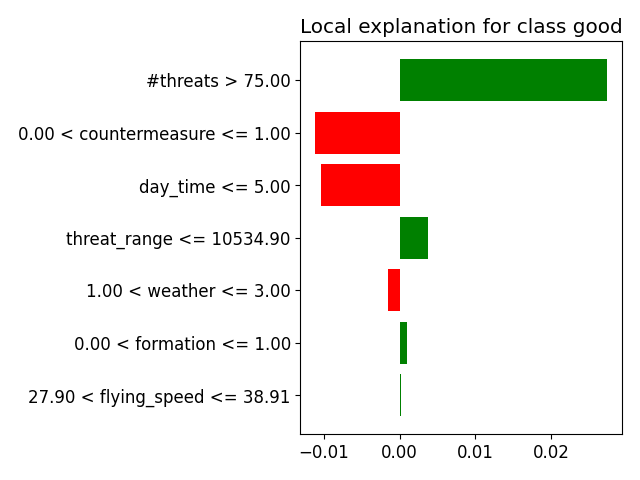 Local explanation for class good
#threats > 75.00
0.00 < countermeasure <= 1.00
day_time <= 5.00
threat_range <= 10534.90
1.00 < weather <= 3.00
0.00 < formation <= 1.00
27.90 < flying_speed <= 38.91
−0.01 0.00 0.01 0.02